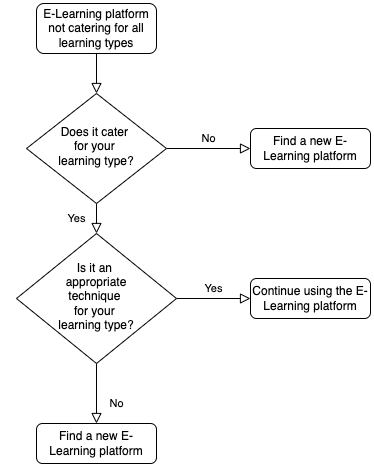 E-Learning platform
not catering for all
learning types
Does it cater
for your
learning type?
No
Find a new E-
Learning platform
Yes
Is it an
appropriate
technique
for your
learning type?
Yes
Continue using the E-
Learning platform
No
Find a new E-
Learning platform